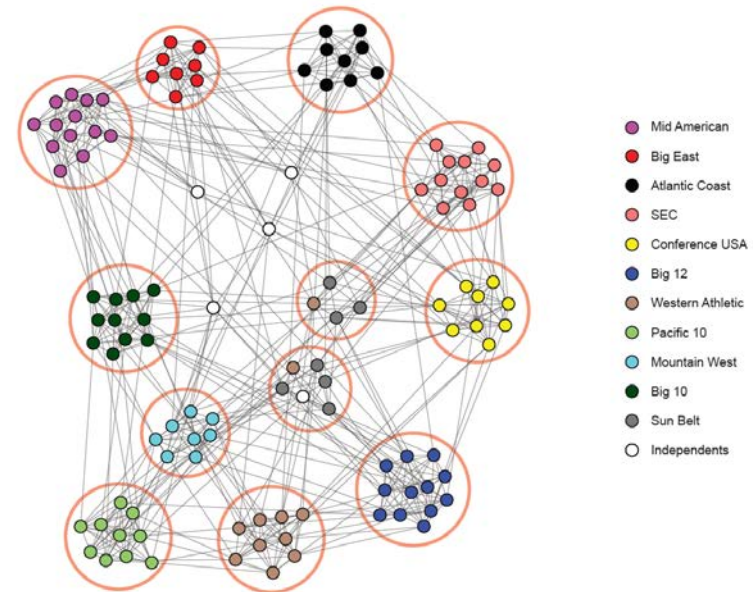 Mid American
Big East
Atlantic Coast
SEC
Conference USA
Big 12
Western Athletic
Pacific 10
Mountain West
Big 10
Sun Belt
Independents